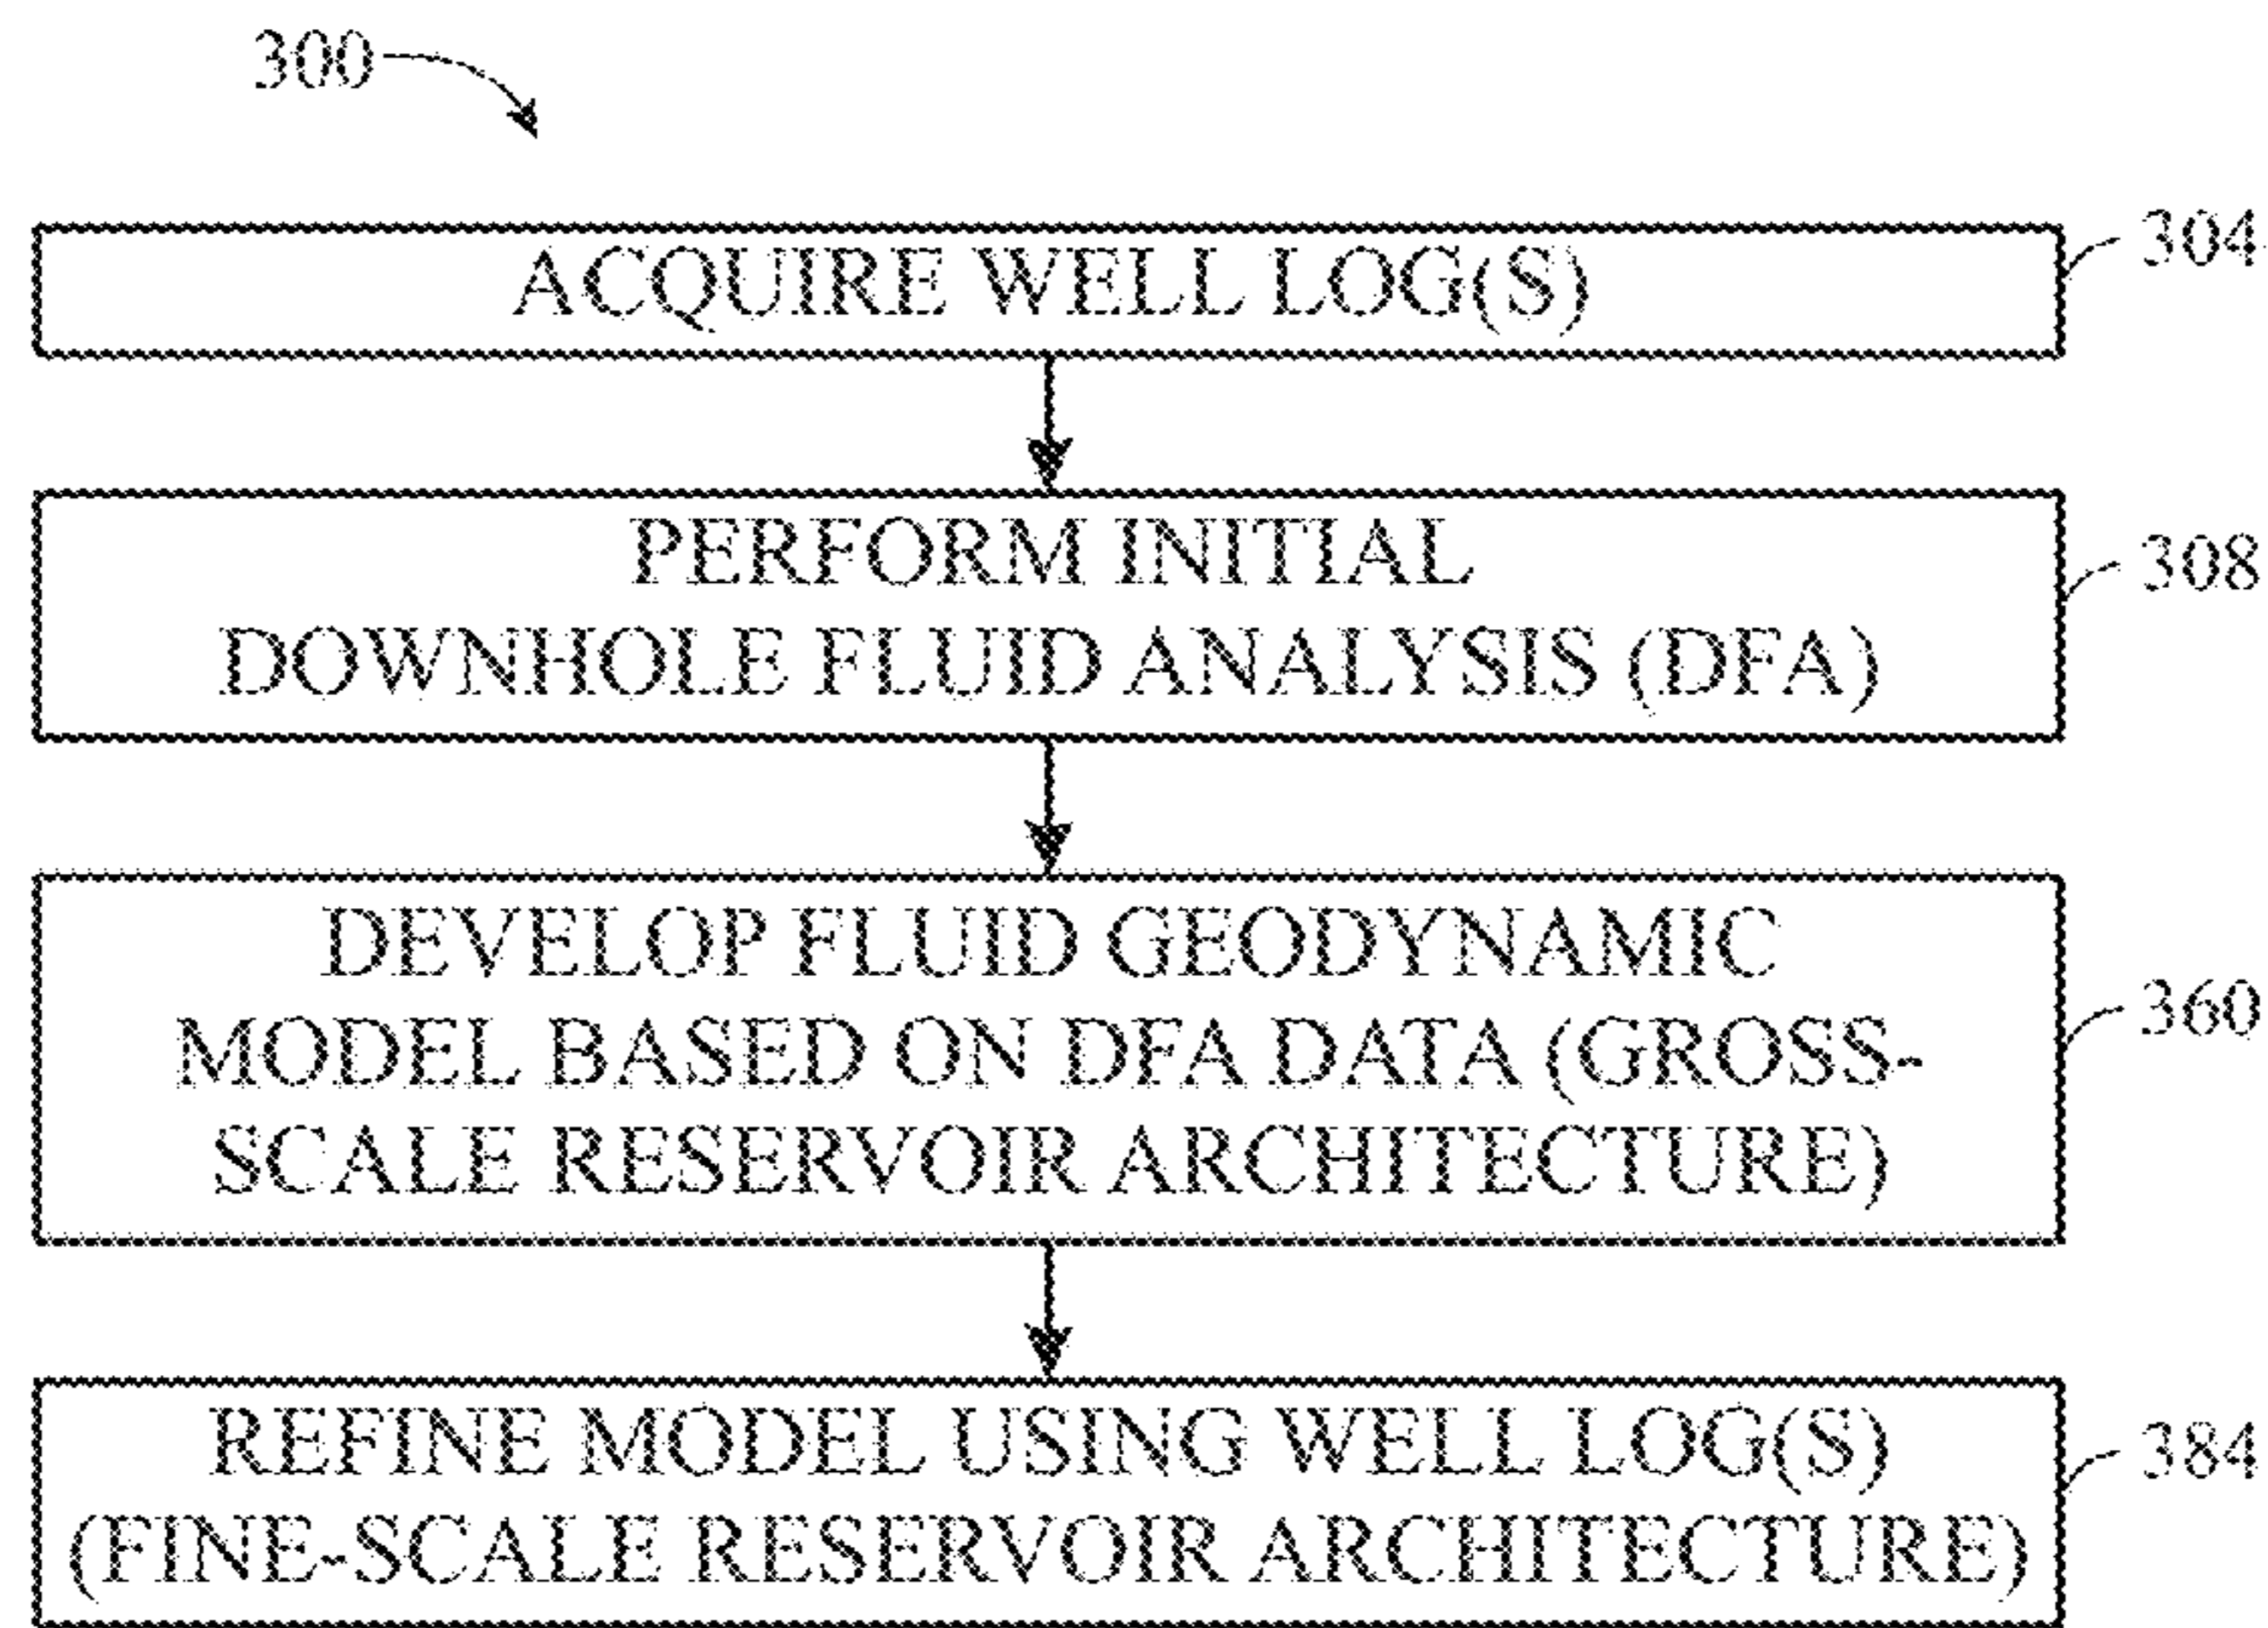 300
ACQUIRE WELL LOG(S)
304
PERFORM INITIAL
DOWNHOLE FLUID ANALYSIS (DFA)
308
DEVELOP FLUID GEODYNAMIC
MODEL BASED ON DFA DATA (GROSS-
SCALE RESERVOIR ARCHITECTURE)
360
REFINE MODEL USING WELL LOG(S)
(FINE-SCALE RESERVOIR ARCHITECTURE)
384